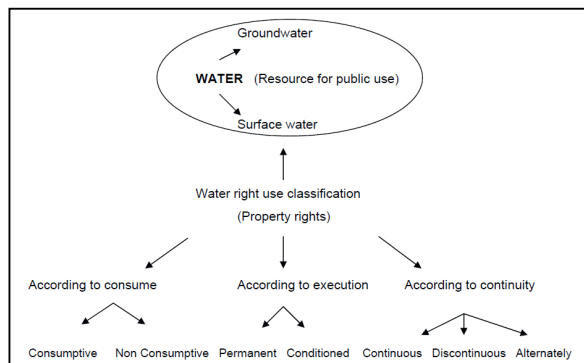 Groundwater
WATER (Resource for public use)
Surface water
Water right use classification
(Property rights)
According to consume According to execution According to continuity
Consumptive Non Consumptive Permanent Conditioned Continuous Discontinuous Alternately